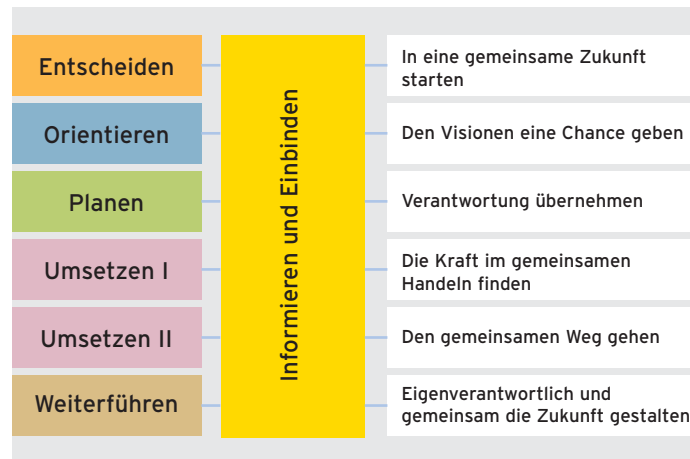 Entscheiden
Orientieren
Planen
Umsetzen I
Umsetzen II
Weiterführen
Informieren und Einbinden
In eine gemeinsame Zukunft
starten
Den Visionen eine Chance geben
Verantwortung übernehmen
Die Kraft im gemeinsamen
Handeln finden
Den gemeinsamen Weg gehen
Eigenverantwortlich und
gemeinsam die Zukunft gestalten